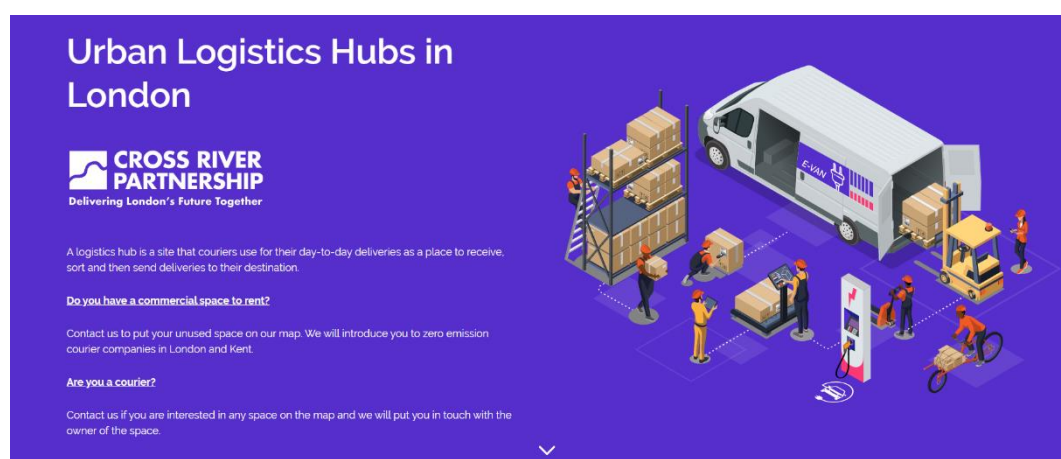 Urban Logistics Hubs in
London
CROSS RIVER
PARTNERSHIP
Delivering London's Future Together
A logistics hub is a site that couriers use for their day-to-day deliveries as a place to receive,
sort and then send deliveries to their destination.
Do you have a commercial space to rent?
Contact us to put your unused space on our map. We will introduce you to zero emission
courier companies in London and Kent.
Are you a courier?
Contact us if you are interested in any space on the map and we will put you in touch with the
owner of the space.
E-VAN